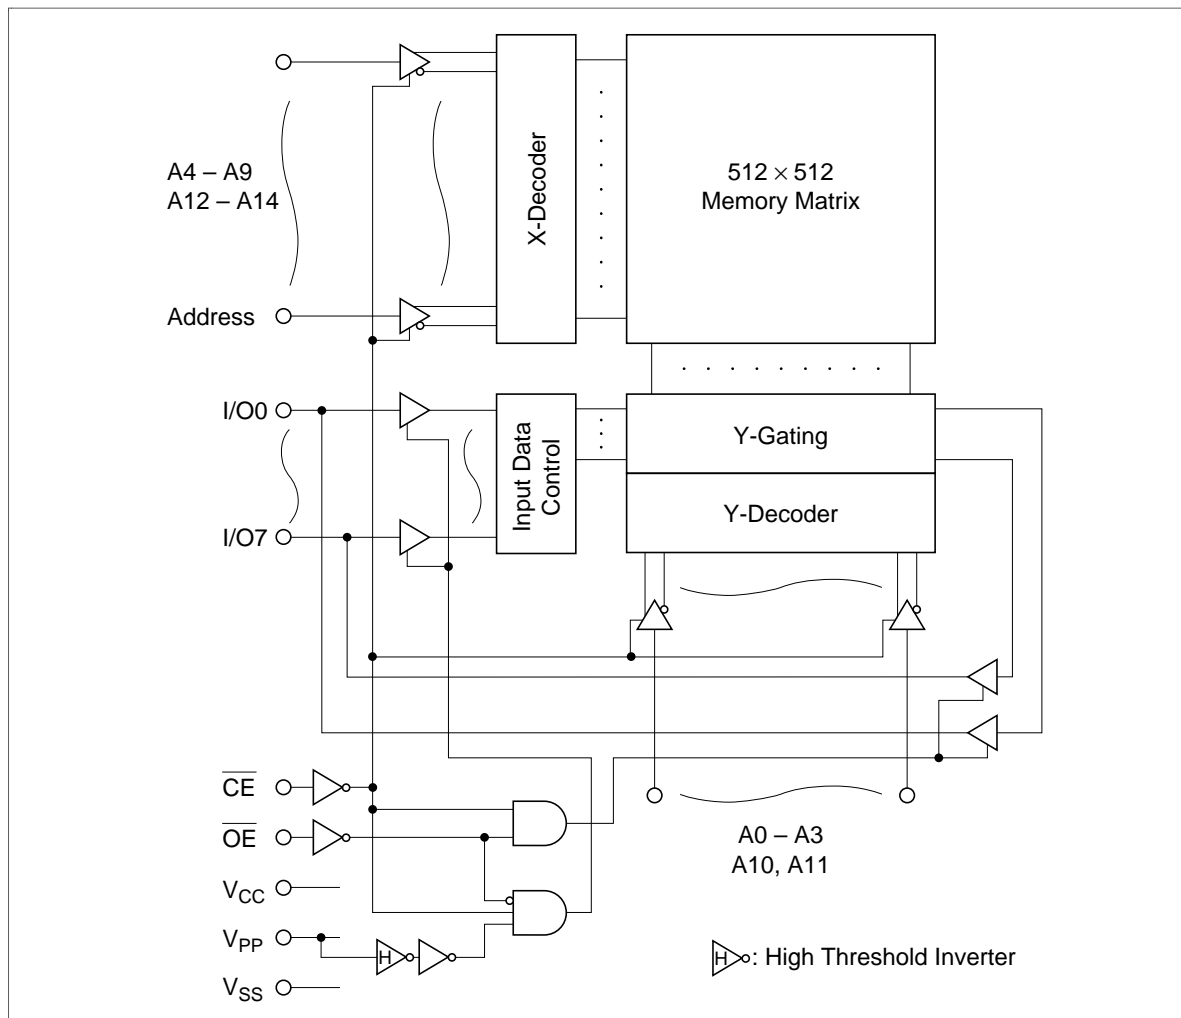 A4 – A9
A12 – A14
Address
X-Decoder
512 × 512
Memory Matrix
I/O0
I/O7
Input Data
Control
Y-Gating
Y-Decoder
CE
OE
VCC
VPP
VSS
A0 – A3
A10, A11
H
H
: High Threshold Inverter